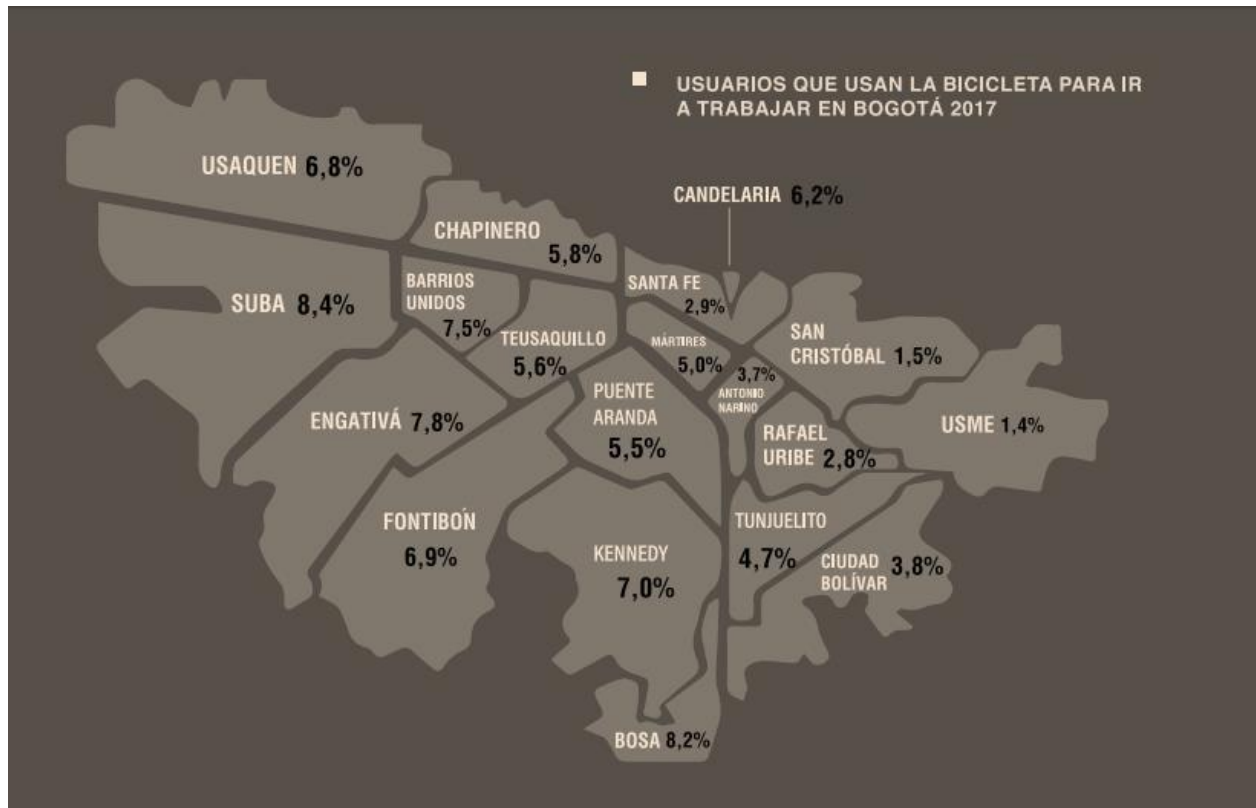 USUARIOS QUE USAN LA BICICLETA PARA IR
A TRABAJAR EN BOGOTÁ 2017
USAQUEN 6,8%
CANDELARIA 6,2%
CHAPINERO
5,8%
SUBA 8,4%
BARRIOS
UNIDOS
7,5%
SANTA FE
2,9%
TEUSAQUILLO
5,6%
MÁRTIRES
5,0%
SAN
CRISTÓBAL 1,5%
3,7%
ANTONIO
NARINO
ENGATIVÁ 7,8%
PUENTE
ARANDA
5,5%
USME 1,4%
RAFAEL
URIBE 2,8%
FONTIBÓN
6,9%
KENNEDY
7,0%
TUNJUELITO
4,7%
CIUDAD
BOLÍVAR 3,8%
BOSA 8,2%